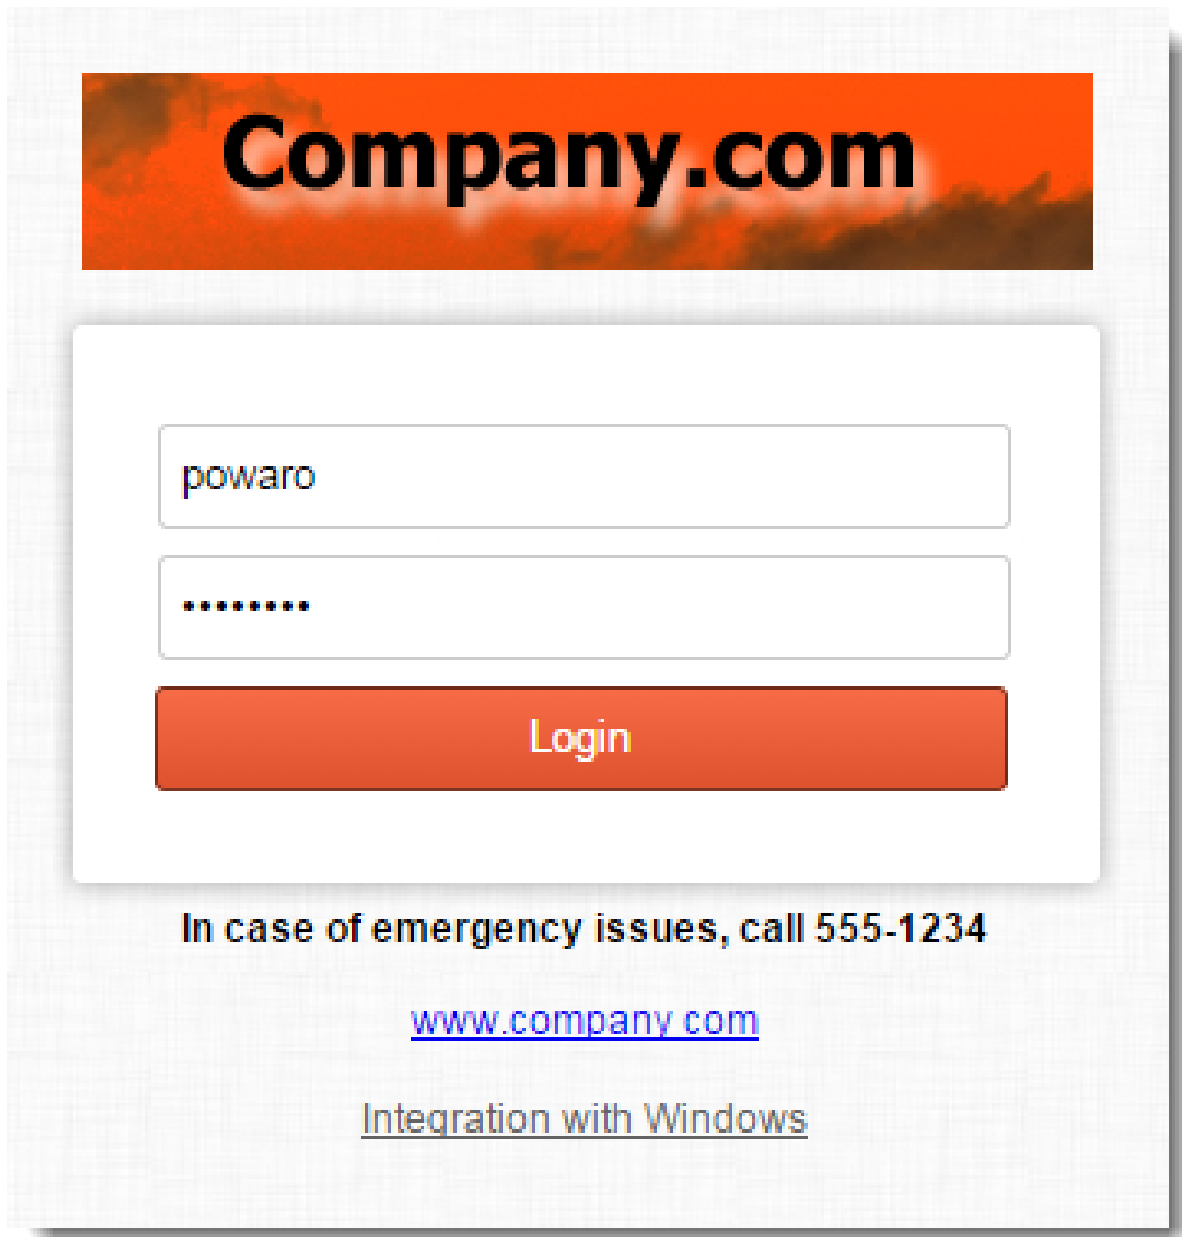 Company.com
powaro
••••••••
Login
In case of emergency issues, call 555-1234
www.company.com
Integration with Windows